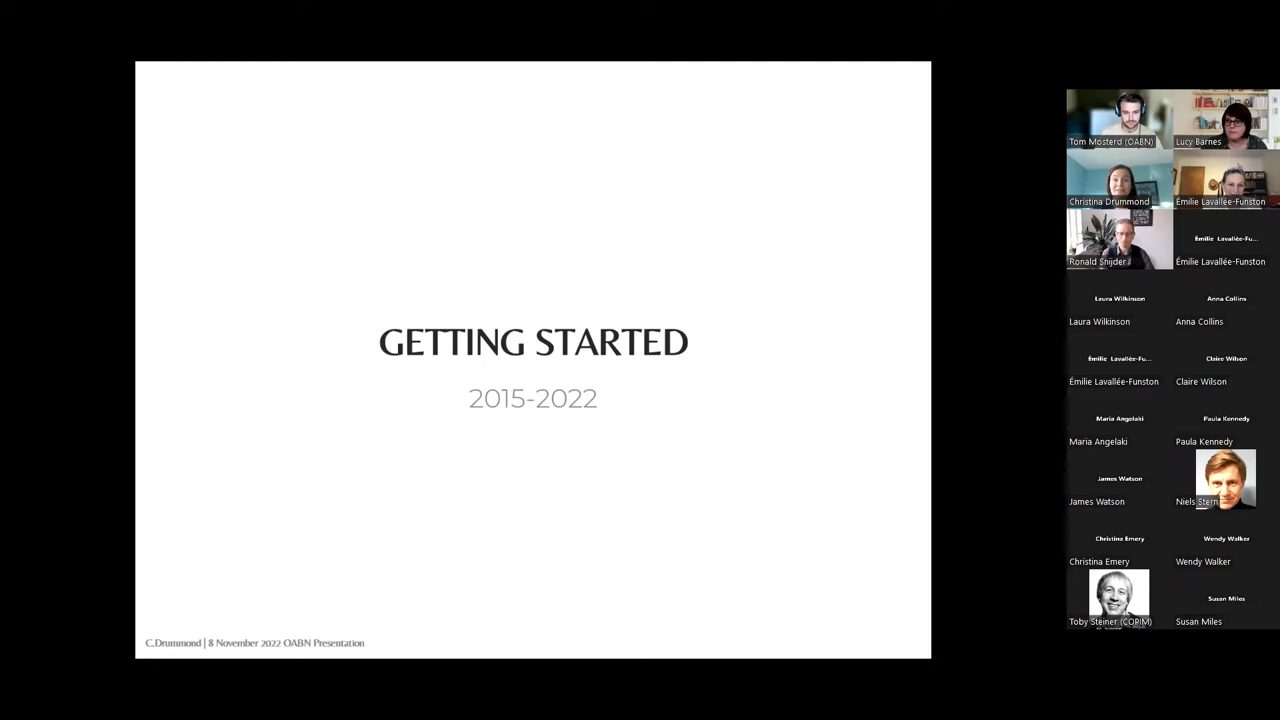 GETTING STARTED
2015-2022
C.Drummond | 8 November 2022 OABN Presentation
Tom Mosterd (OABN)
Lucy Barnes
Christina Drummond
Émilie Lavallée-Funston
Ronald Snijder
Émilie Lavallée-Fu...
Émilie Lavallée-Funston
Laura Wilkinson
Laura Wilkinson
Anna Collins
Anna Collins
Émilie Lavallée-Fu...
Émilie Lavallée-Funston
Claire Wilson
Claire Wilson
Maria Angelaki
Maria Angelaki
Paula Kennedy
Paula Kennedy
James Watson
James Watson
Niels Stern
Christina Emery
Christina Emery
Wendy Walker
Wendy Walker
Toby Steiner (COPIM)
Susan Miles
Susan Miles